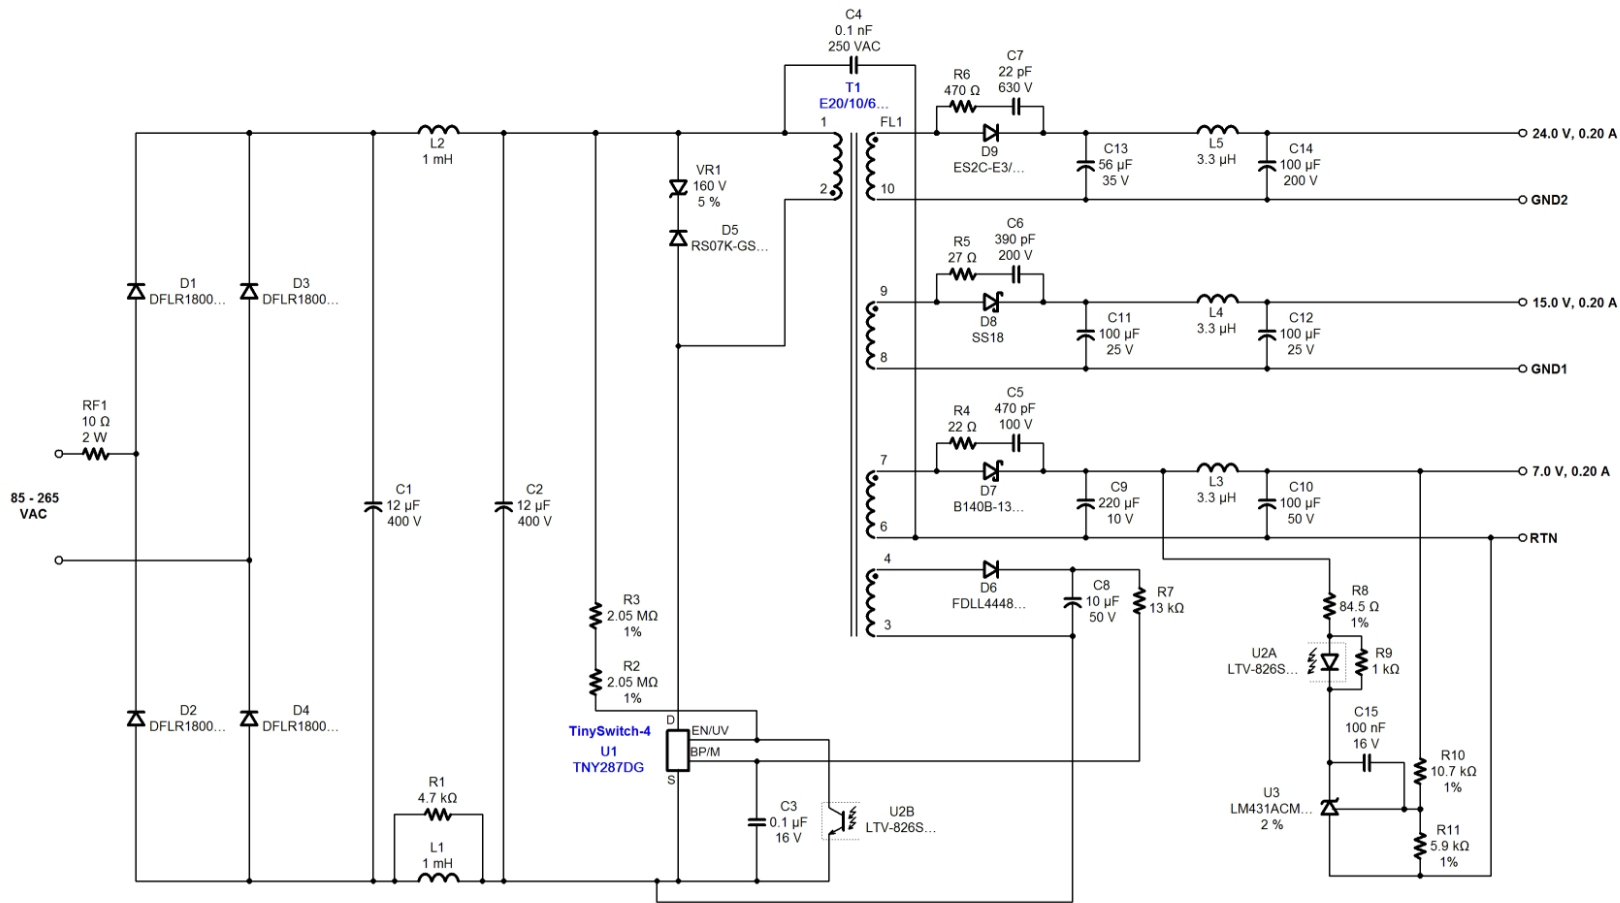 C4
0.1 nF
250 VAC
T1
E20/10/6...
1
2
FL1
10
R6
470 Ω
C7
22 pF
630 V
D9
ES2C-E3/...
C13
56 µF
35 V
L5
3.3 µH
C14
100 µF
200 V
24.0 V, 0.20 A
GND2
L2
1 mH
VR1
160 V
5 %
D5
RS07K-GS...
9
8
R5
27 Ω
C6
390 pF
200 V
D8
SS18
C11
100 µF
25 V
L4
3.3 µH
C12
100 µF
25 V
15.0 V, 0.20 A
GND1
D1
DFLR1800...
D3
DFLR1800...
RF1
10 Ω
2 W
85 - 265
VAC
C1
12 µF
400 V
C2
12 µF
400 V
7
6
R4
22 Ω
C5
470 pF
100 V
D7
B140B-13...
C9
220 µF
10 V
L3
3.3 µH
C10
100 µF
50 V
7.0 V, 0.20 A
RTN
4
3
D6
FDLL4448...
C8
10 µF
50 V
R7
13 kΩ
R8
84.5 Ω
1%
R3
2.05 MΩ
1%
R2
2.05 MΩ
1%
U2A
LTV-826S...
R9
1 kΩ
D2
DFLR1800...
D4
DFLR1800...
TinySwitch-4
U1
TNY287DG
D
EN/UV
BP/M
S
C15
100 nF
16 V
R10
10.7 kΩ
1%
R1
4.7 kΩ
L1
1 mH
C3
0.1 µF
16 V
U2B
LTV-826S...
U3
LM431ACM...
2 %
R11
5.9 kΩ
1%